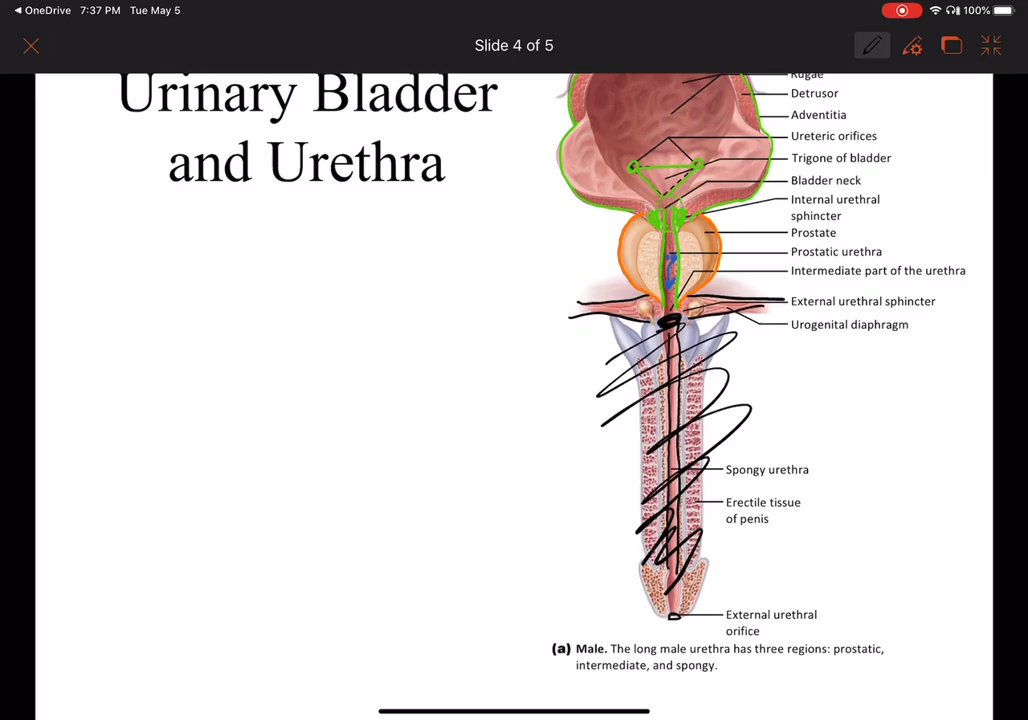 OneDrive 7:37 PM Tue May 5 100%
Slide 4 of 5
Urinary Bladder
and Urethra
Rugae
Detrusor
Adventitia
Ureteric orifices
Trigone of bladder
Bladder neck
Internal urethral
sphincter
Prostate
Prostatic urethra
Intermediate part of the urethra
External urethral sphincter
Urogenital diaphragm
Spongy urethra
Erectile tissue
of penis
External urethral
orifice
(a) Male. The long male urethra has three regions: prostatic,
intermediate, and spongy.